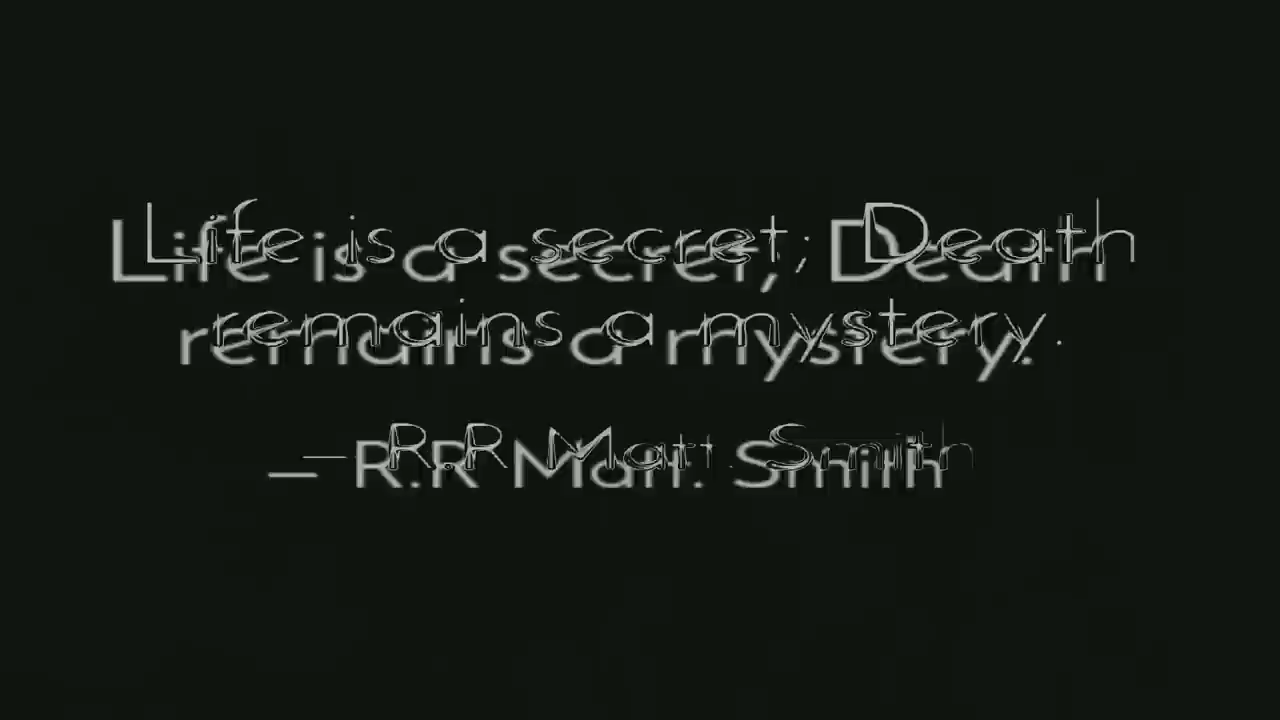 Life is a secret; Death
remains a mystery.
— R.R Matt. Smith